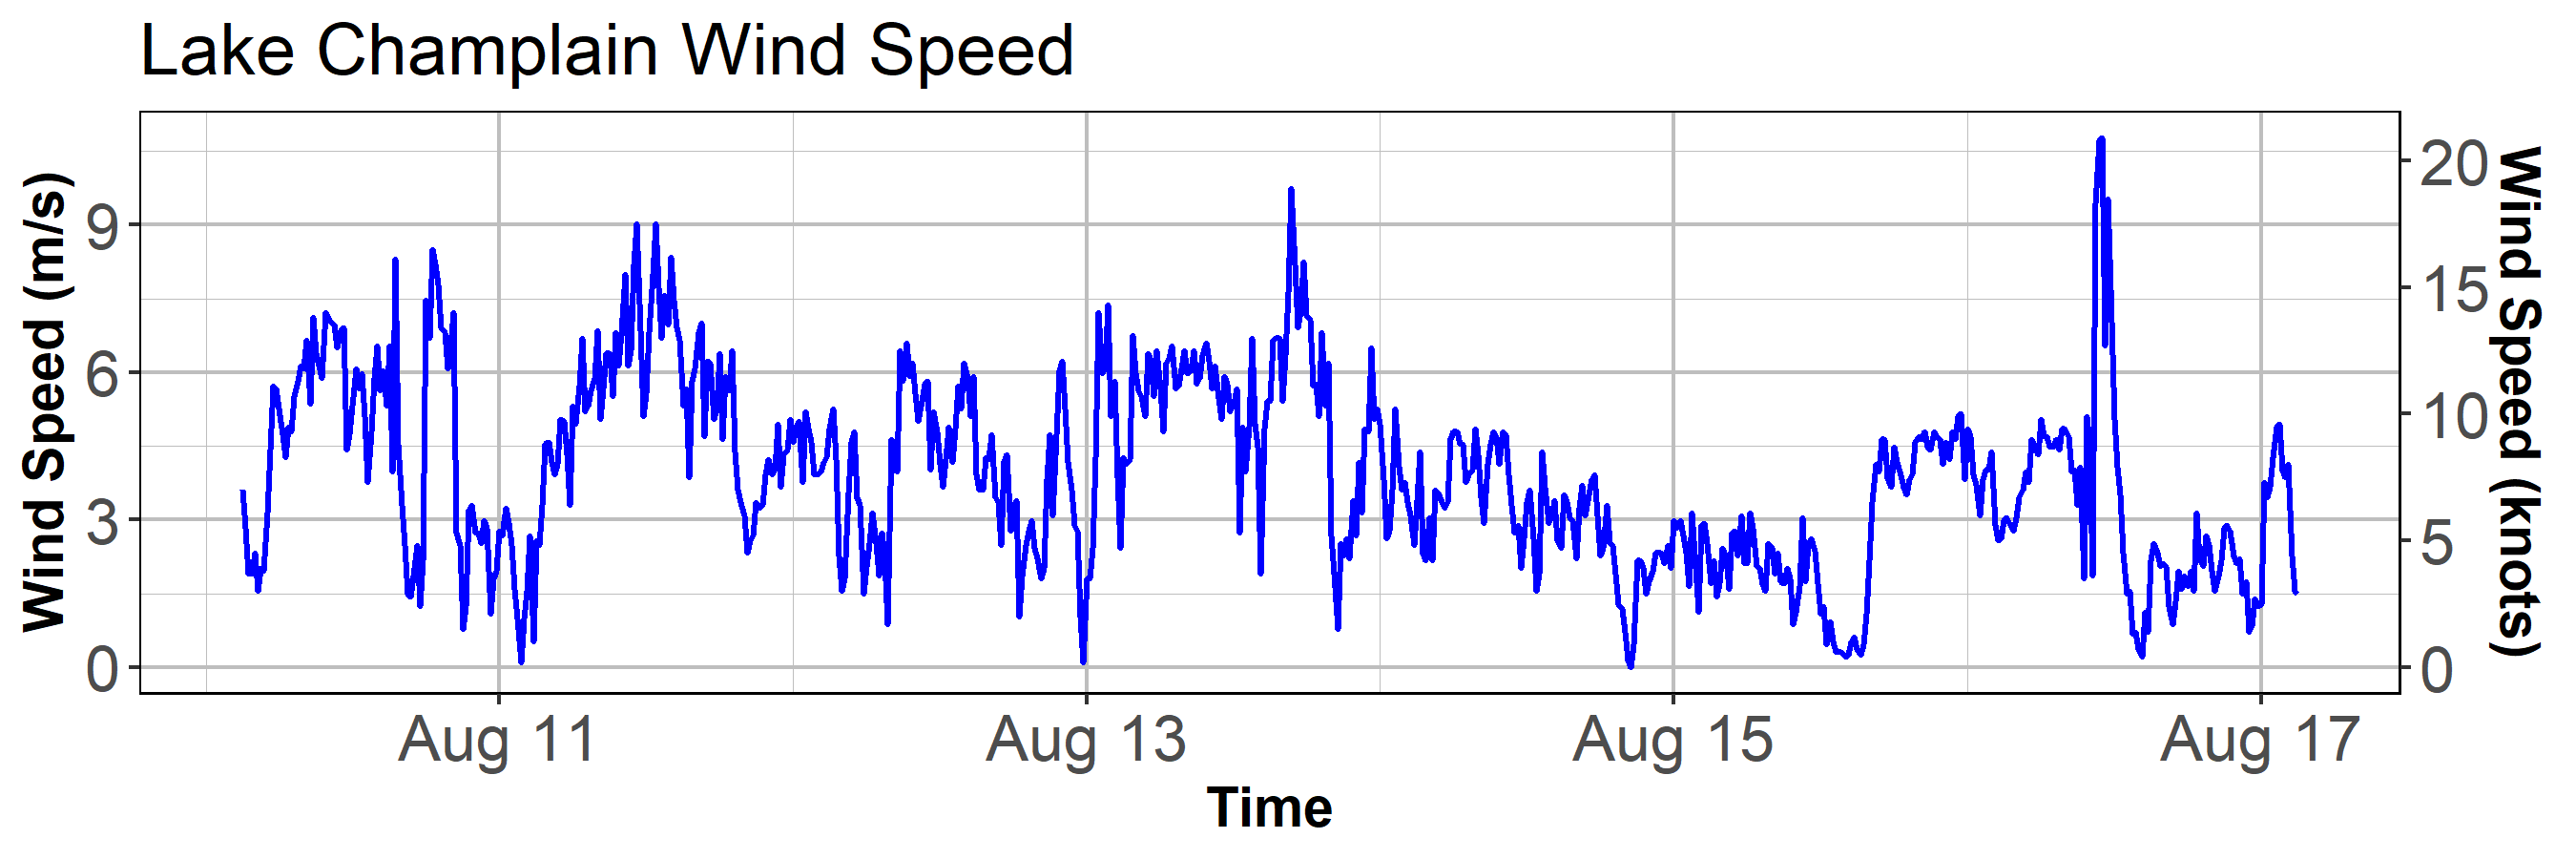 Lake Champlain Wind Speed
Wind Speed (m/s)
9
6
3
0
20
15
10
5
0
Wind Speed (knots)
Aug 11 Aug 13 Aug 15 Aug 17
Time